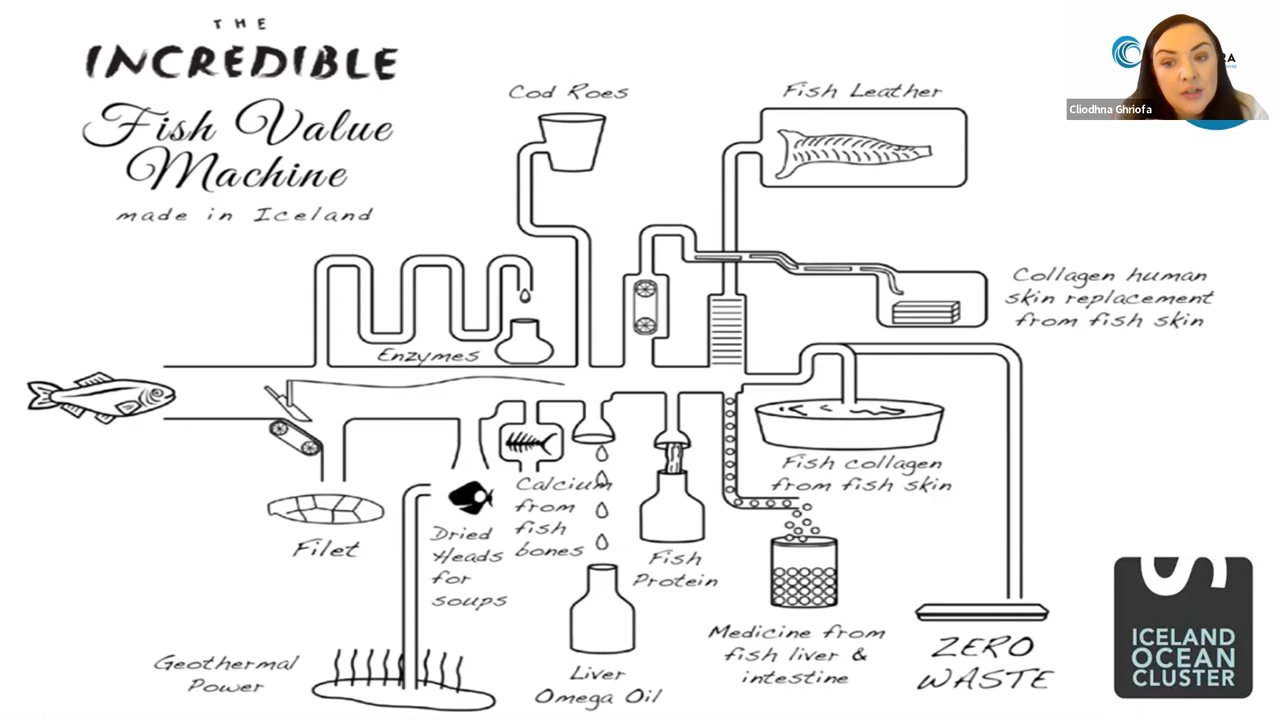 THE
INCREDIBLE
Fish Value
Machine
made in Iceland
Cod Roes
Fish Leather
Cliodhna Ghriofa
Collagen human
skin replacement
from fish skin
Enzymes
Filet
Dried
Heads
for
soups
Calcium
from
fish
bones
Fish
Protein
Fish collagen
from fish skin
Geothermal
Power
Liver
Omega Oil
Medicine from
fish liver &
intestine
ZERO
WASTE
ICELAND
OCEAN
CLUSTER